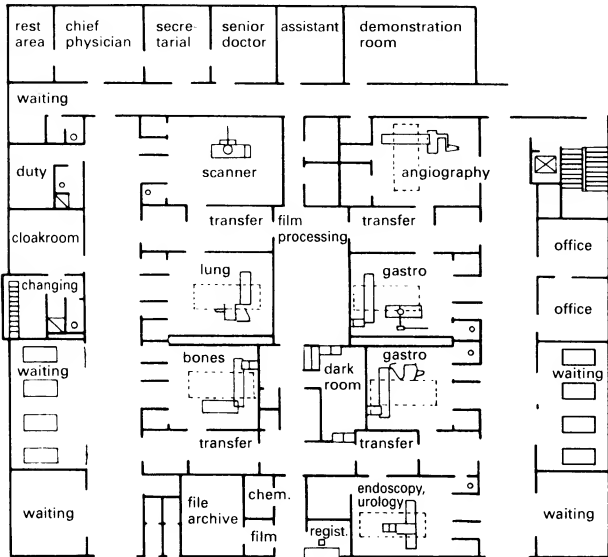 rest
area
chief
physician
secre-
tarial
senior
doctor
assistant
demonstration
room
waiting
duty
scanner
angiography
transfer
film
processing
transfer
cloakroom
office
changing
lung
gastro
office
waiting
bones
dark
room
gastro
waiting
transfer
transfer
waiting
file
archive
chem.
film
regist.
endoscopy,
urology
waiting